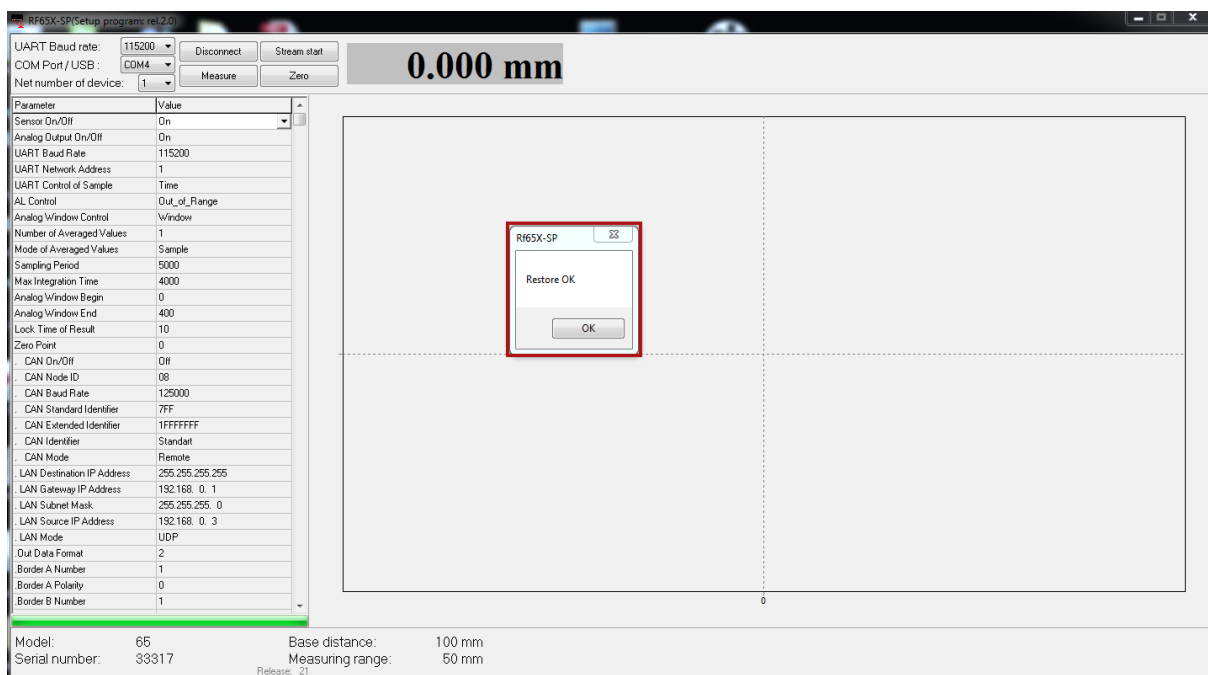 RF65X-SP(Setup program: rel.2.0)
UART Baud rate: 115200 Disconnect Stream start
COM Port / USB : COM4
Net number of device: 1 Measure Zero
0.000 mm
Parameter Value
Sensor On/Off On
Analog Output On/Off On
UART Baud Rate 115200
UART Network Address 1
UART Control of Sample Time
AL Control Out_of_Range
Analog Window Control Window
Number of Averaged Values 1
Mode of Averaged Values Sample
Sampling Period 5000
Max Integration Time 4000
Analog Window Begin 0
Analog Window End 400
Lock Time of Result 10
Zero Point 0
. CAN On/Off Off
. CAN Node ID 08
. CAN Baud Rate 125000
. CAN Standard Identifier 7FF
. CAN Extended Identifier 1FFFFFFF
. CAN Identifier Standart
. CAN Mode Remote
. LAN Destination IP Address 255.255.255.255
. LAN Gateway IP Address 192.168. 0. 1
. LAN Subnet Mask 255.255.255. 0
. LAN Source IP Address 192.168. 0. 3
. LAN Mode UDP
.Out Data Format 2
.Border A Number 1
.Border A Polarity 0
.Border B Number 1
Rf65X-SP
Restore OK
OK
0
Model: 65 Base distance: 100 mm
Serial number: 33317 Measuring range: 50 mm
Release: 21